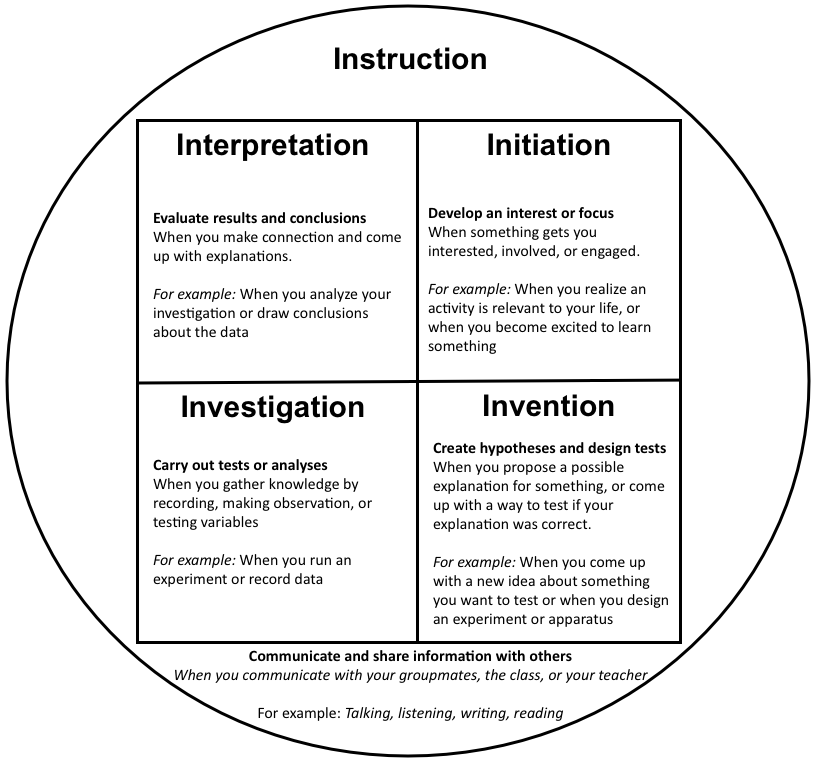 Instruction
Interpretation
Evaluate results and conclusions
When you make connection and come
up with explanations.
For example: When you analyze your
investigation or draw conclusions
about the data
Initiation
Develop an interest or focus
When something gets you
interested, involved, or engaged.
For example: When you realize an
activity is relevant to your life, or
when you become excited to learn
something
Investigation
Carry out tests or analyses
When you gather knowledge by
recording, making observation, or
testing variables
For example: When you run an
experiment or record data
Invention
Create hypotheses and design tests
When you propose a possible
explanation for something, or come
up with a way to test if your
explanation was correct.
For example: When you come up
with a new idea about something
you want to test or when you design
an experiment or apparatus
Communicate and share information with others
When you communicate with your groupmates, the class, or your teacher
For example: Talking, listening, writing, reading